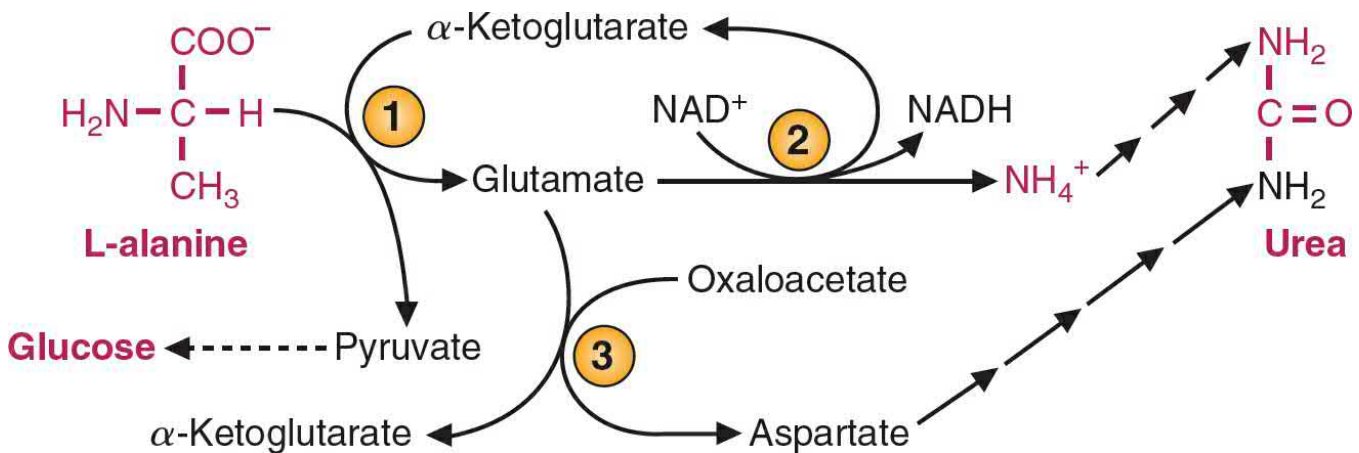 COO⁻
H₂N–C–H
CH₃
L-alanine
α-Ketoglutarate
1
NAD⁺
2
NADH
Glutamate
NH₄⁺
NH₂
C=O
NH₂
Urea
Oxaloacetate
Glucose
Pyruvate
3
α-Ketoglutarate
Aspartate